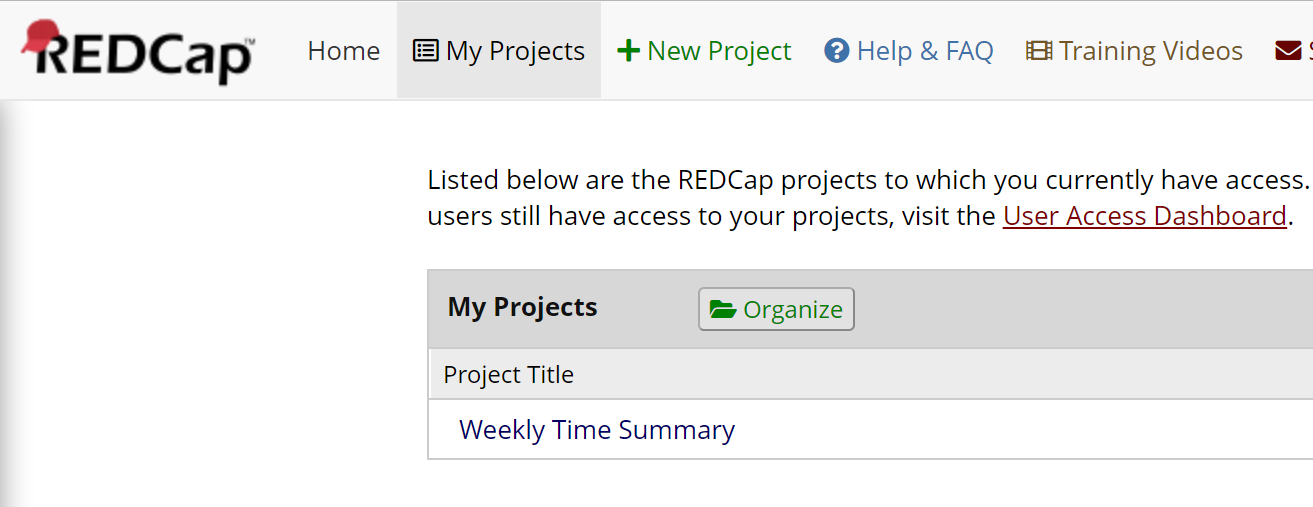 REDCap™ Home My Projects New Project Help & FAQ Training Videos
Listed below are the REDCap projects to which you currently have access.
users still have access to your projects, visit the User Access Dashboard.
My Projects Organize
Project Title
Weekly Time Summary